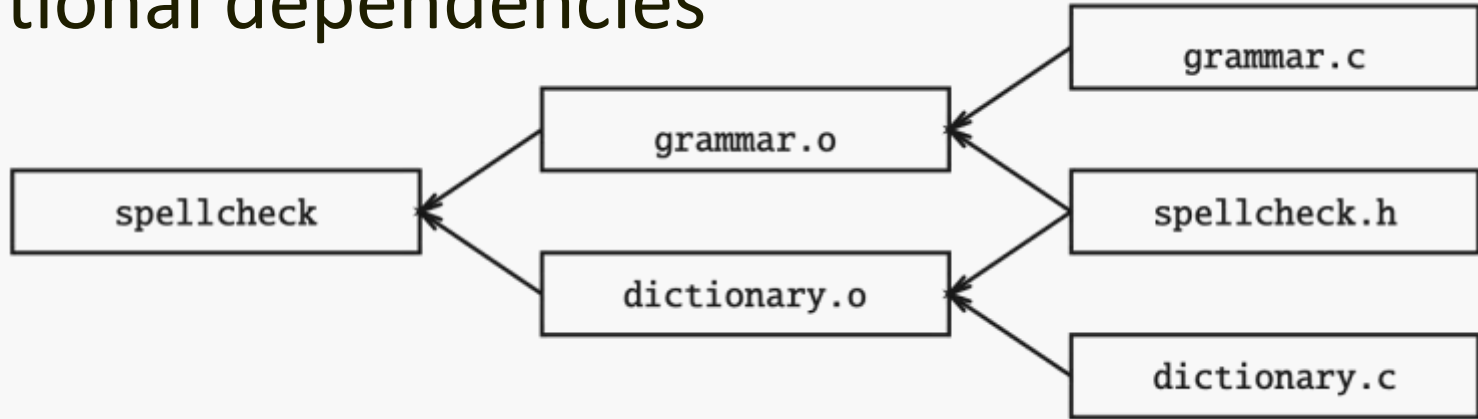 tional dependencies
grammar.c
grammar.o
spellcheck
spellcheck.h
dictionary.o
dictionary.c